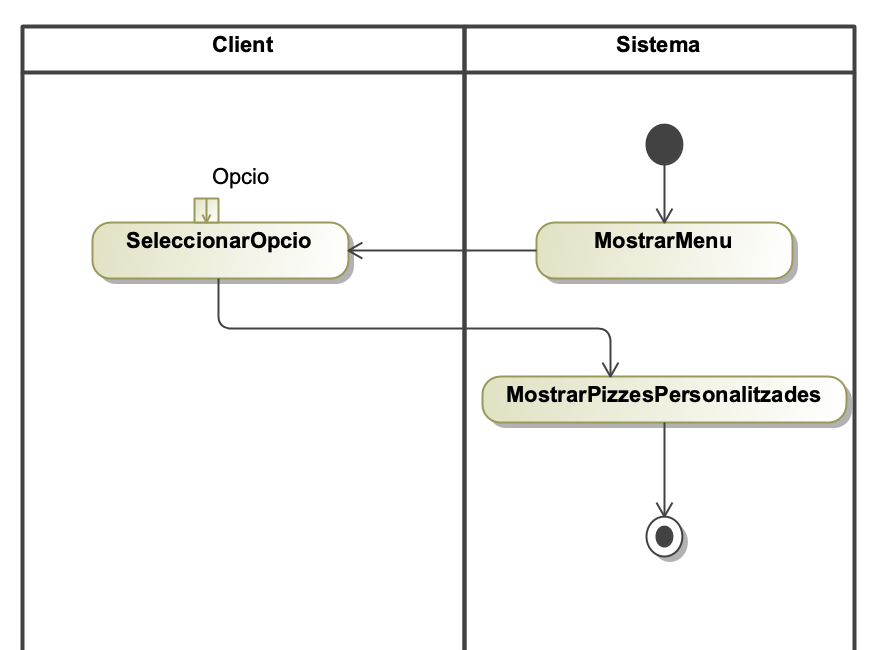 Client
Sistema
Opcio
SeleccionarOpcio
MostrarMenu
MostrarPizzesPersonalitzades